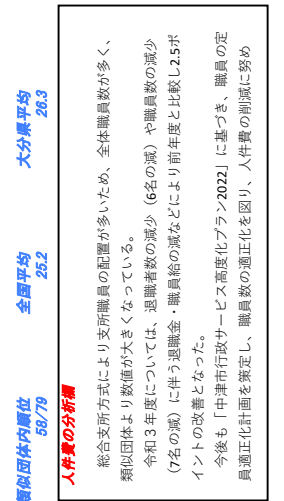 類似団体内順位 全国平均 大分県平均
58/79 25.2 26.3
人件費の分析欄
総合支所方式により支所職員の配置が多いため、全体職員数が多く、
類似団体より数値が大きくなっている。
令和３年度については、退職者数の減少（6名の減）や職員数の減少
（7名の減）に伴う退職金・職員給の減などにより前年度と比較し2.5ポ
イントの改善となった。
今後も「中津市行政サービス高度化プラン2022」に基づき、職員の定
員適正化計画を策定し、職員数の適正化を図り、人件費の削減に努め